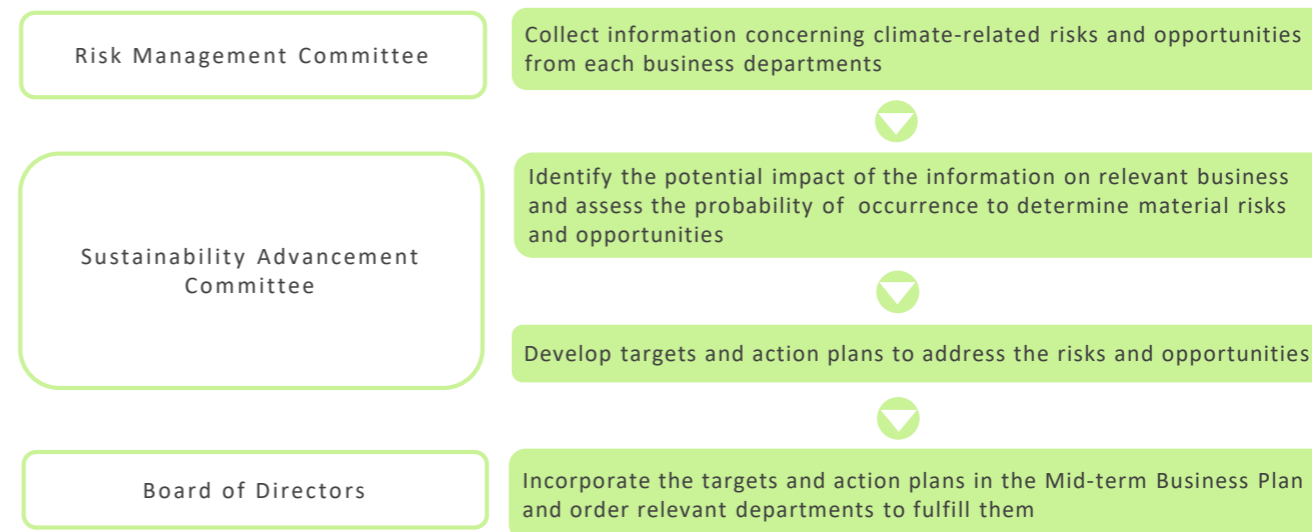 Risk Management Committee
Collect information concerning climate-related risks and opportunities
from each business departments
Sustainability Advancement
Committee
Identify the potential impact of the information on relevant business
and assess the probability of occurrence to determine material risks
and opportunities
Develop targets and action plans to address the risks and opportunities
Board of Directors
Incorporate the targets and action plans in the Mid-term Business Plan
and order relevant departments to fulfill them